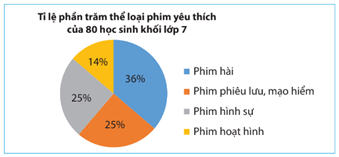 Tỉ lệ phần trăm thể loại phim yêu thích
của 80 học sinh khối lớp 7
14%
36%
25%
25%
Phim hài
Phim phiêu lưu, mạo hiểm
Phim hình sự
Phim hoạt hình